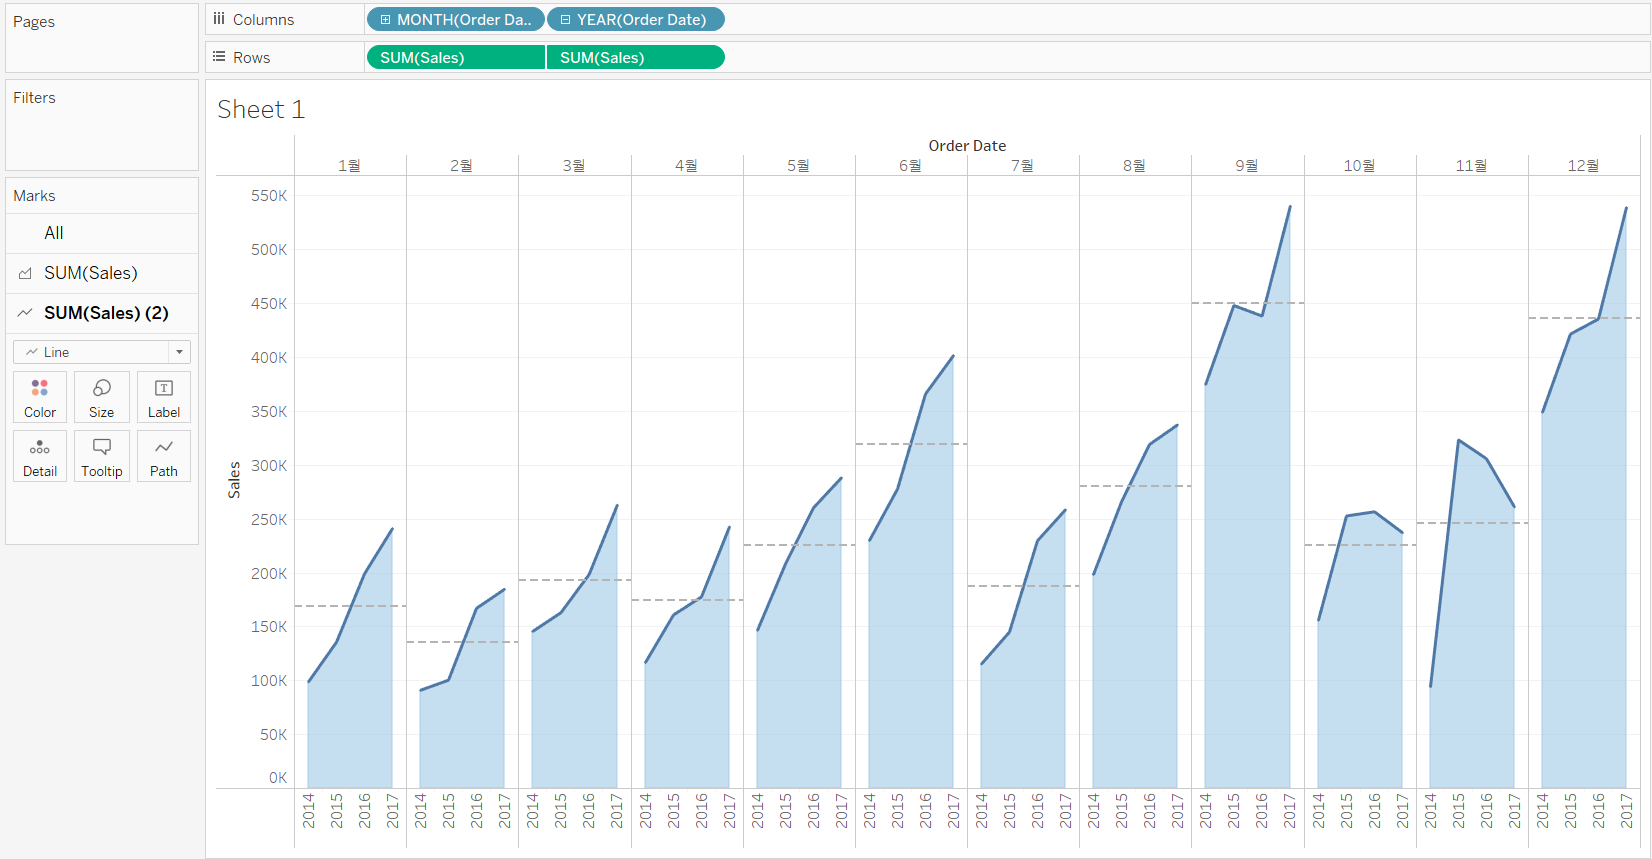 Pages
Columns
MONTH(Order Da..
YEAR(Order Date)
Rows
SUM(Sales)
SUM(Sales)
Filters
Marks
All
SUM(Sales)
SUM(Sales) (2)
Line
Color
Size
Label
Detail
Tooltip
Path
Sheet 1
Order Date
1월 2월 3월 4월 5월 6월 7월 8월 9월 10월 11월 12월
Sales
550K
500K
450K
400K
350K
300K
250K
200K
150K
100K
50K
0K
2014 2015 2016 2017 2014 2015 2016 2017 2014 2015 2016 2017 2014 2015 2016 2017 2014 2015 2016 2017 2014 2015 2016 2017 2014 2015 2016 2017 2014 2015 2016 2017 2014 2015 2016 2017 2014 2015 2016 2017 2014 2015 2016 2017 2014 2015 2016 2017